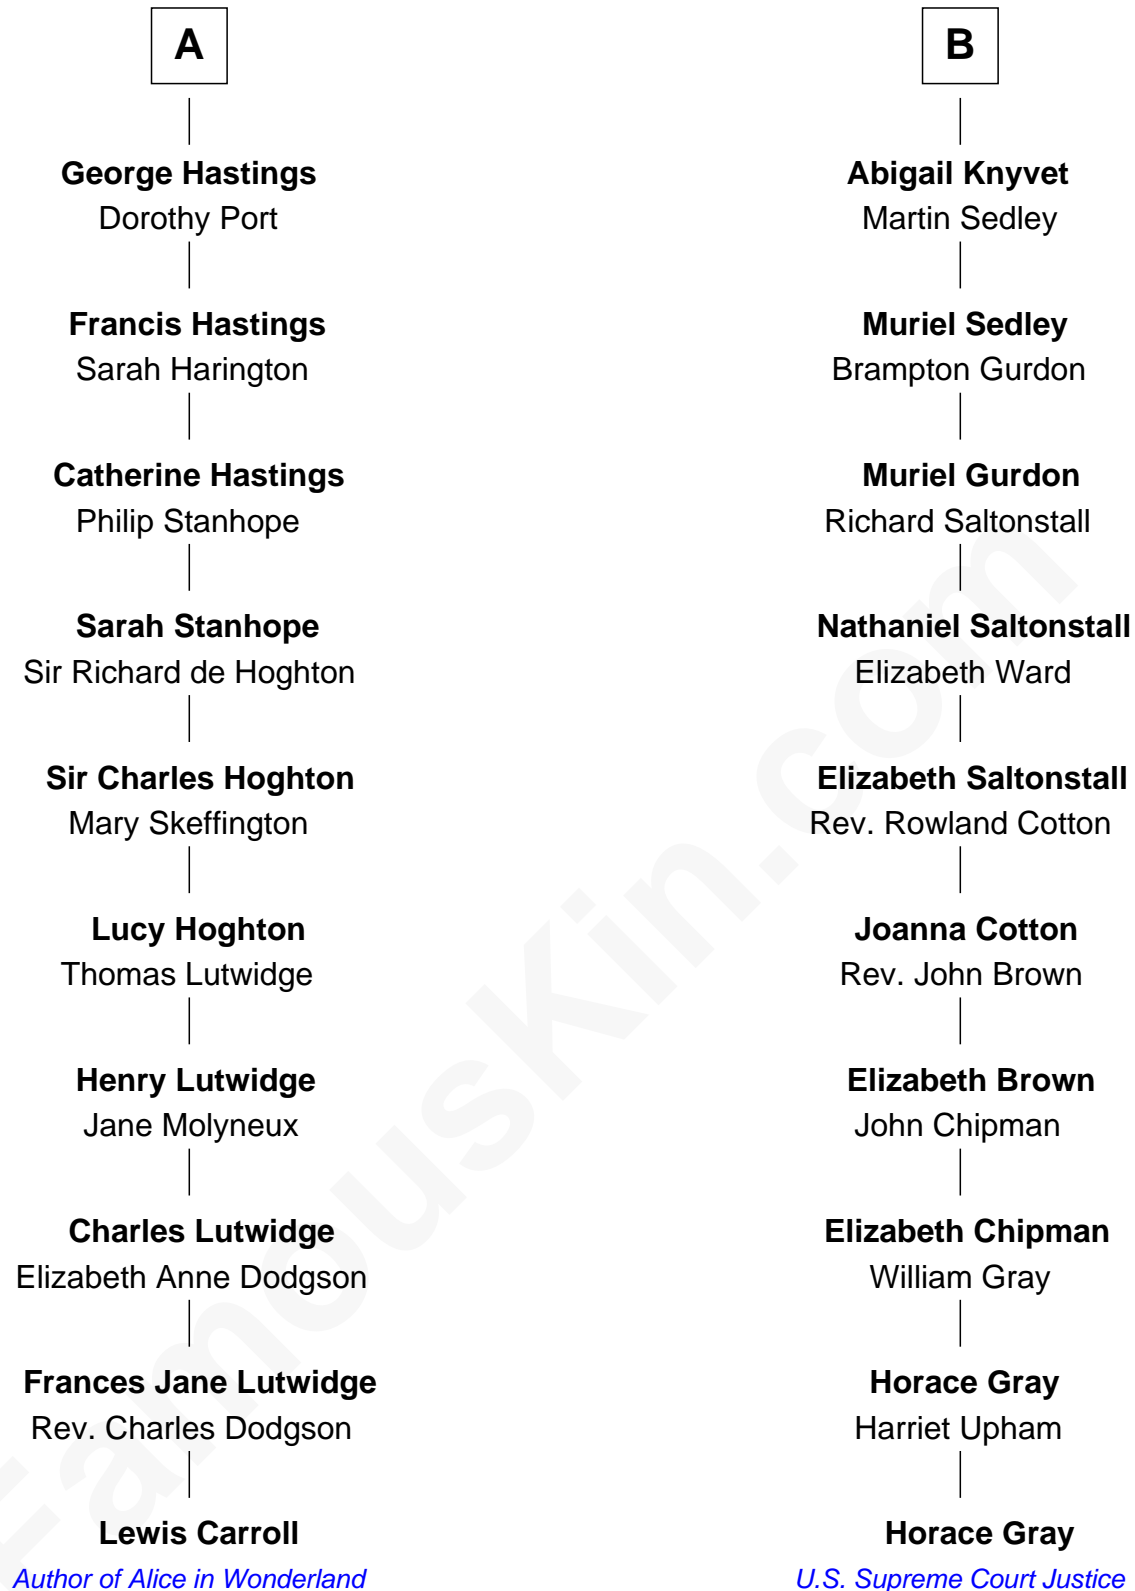 A
George Hastings
Dorothy Port
Francis Hastings
Sarah Harington
Catherine Hastings
Philip Stanhope
Sarah Stanhope
Sir Richard de Hoghton
Sir Charles Hoghton
Mary Skeffington
Lucy Hoghton
Thomas Lutwidge
Henry Lutwidge
Jane Molyneux
Charles Lutwidge
Elizabeth Anne Dodgson
Frances Jane Lutwidge
Rev. Charles Dodgson
Lewis Carroll
Author of Alice in Wonderland
B
Abigail Knyvet
Martin Sedley
Muriel Sedley
Brampton Gurdon
Muriel Gurdon
Richard Saltonstall
Nathaniel Saltonstall
Elizabeth Ward
Elizabeth Saltonstall
Rev. Rowland Cotton
Joanna Cotton
Rev. John Brown
Elizabeth Brown
John Chipman
Elizabeth Chipman
William Gray
Horace Gray
Harriet Upham
Horace Gray
U.S. Supreme Court Justice
FamousKin.com